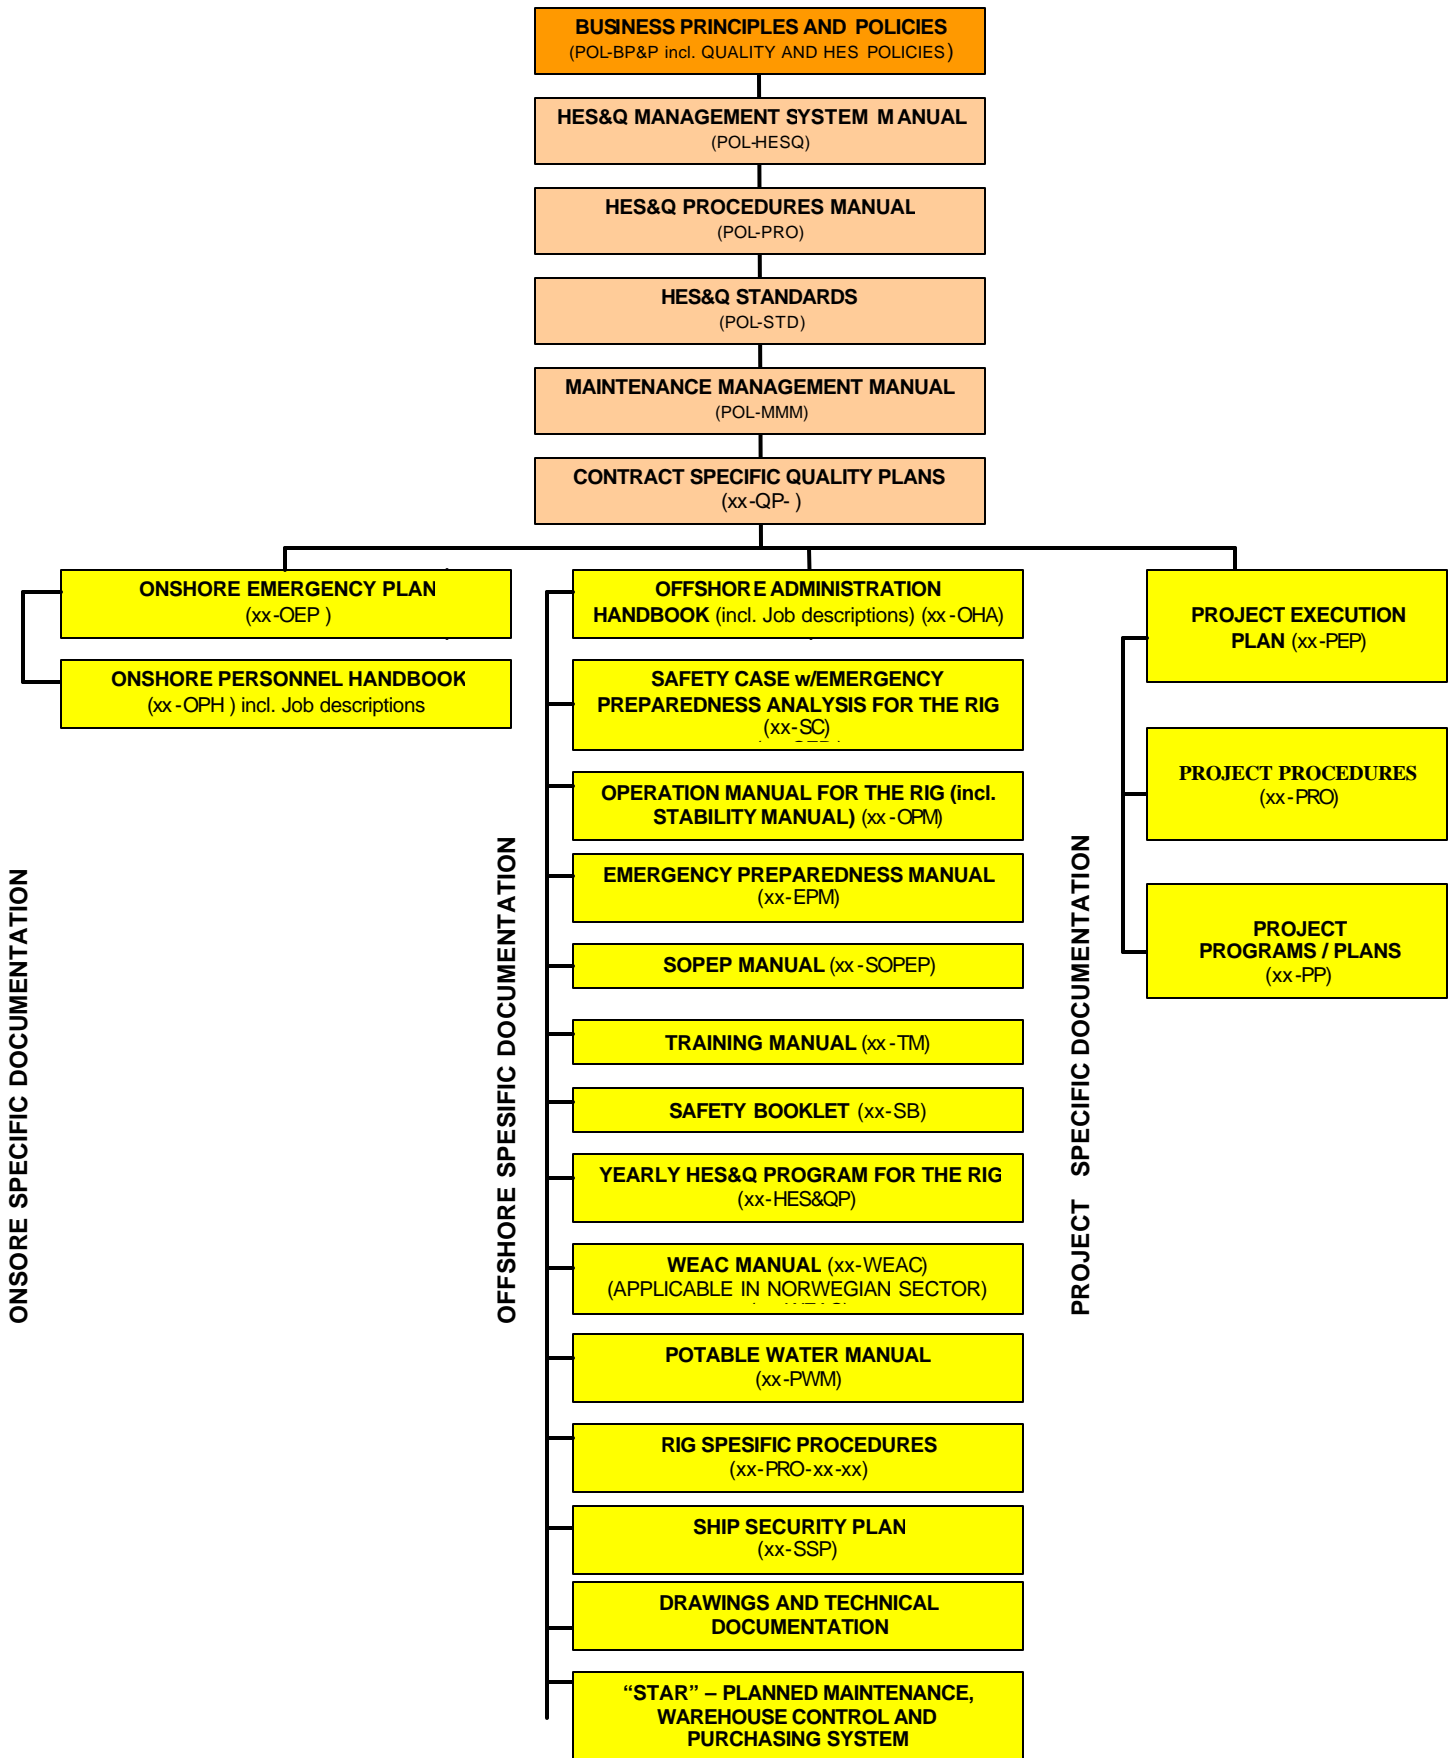 BUSINESS PRINCIPLES AND POLICIES
(POL-BP&P incl. QUALITY AND HES POLICIES)
HES&Q MANAGEMENT SYSTEM MANUAL
(POL-HESQ)
HES&Q PROCEDURES MANUAL
(POL-PRO)
HES&Q STANDARDS
(POL-STD)
MAINTENANCE MANAGEMENT MANUAL
(POL-MMM)
CONTRACT SPECIFIC QUALITY PLANS
(xx-QP- )
ONSORE SPECIFIC DOCUMENTATION
ONSHORE EMERGENCY PLAN
(xx-OEP )
ONSHORE PERSONNEL HANDBOOK
(xx-OPH ) incl. Job descriptions
OFFSHORE SPESIFIC DOCUMENTATION
OFFSHORE ADMINISTRATION
HANDBOOK (incl. Job descriptions) (xx-OHA)
SAFETY CASE w/EMERGENCY
PREPAREDNESS ANALYSIS FOR THE RIG
(xx-SC)
OPERATION MANUAL FOR THE RIG (incl.
STABILITY MANUAL) (xx-OPM)
EMERGENCY PREPAREDNESS MANUAL
(xx-EPM)
SOPEP MANUAL (xx-SOPEP)
TRAINING MANUAL (xx-TM)
SAFETY BOOKLET (xx-SB)
YEARLY HES&Q PROGRAM FOR THE RIG
(xx-HES&QP)
WEAC MANUAL (xx-WEAC)
(APPLICABLE IN NORWEGIAN SECTOR)
POTABLE WATER MANUAL
(xx-PWM)
RIG SPESIFIC PROCEDURES
(xx-PRO-xx-xx)
SHIP SECURITY PLAN
(xx-SSP)
DRAWINGS AND TECHNICAL
DOCUMENTATION
“STAR” – PLANNED MAINTENANCE,
WAREHOUSE CONTROL AND
PURCHASING SYSTEM
PROJECT SPECIFIC DOCUMENTATION
PROJECT EXECUTION
PLAN (xx-PEP)
PROJECT PROCEDURES
(xx-PRO)
PROJECT
PROGRAMS / PLANS
(xx-PP)